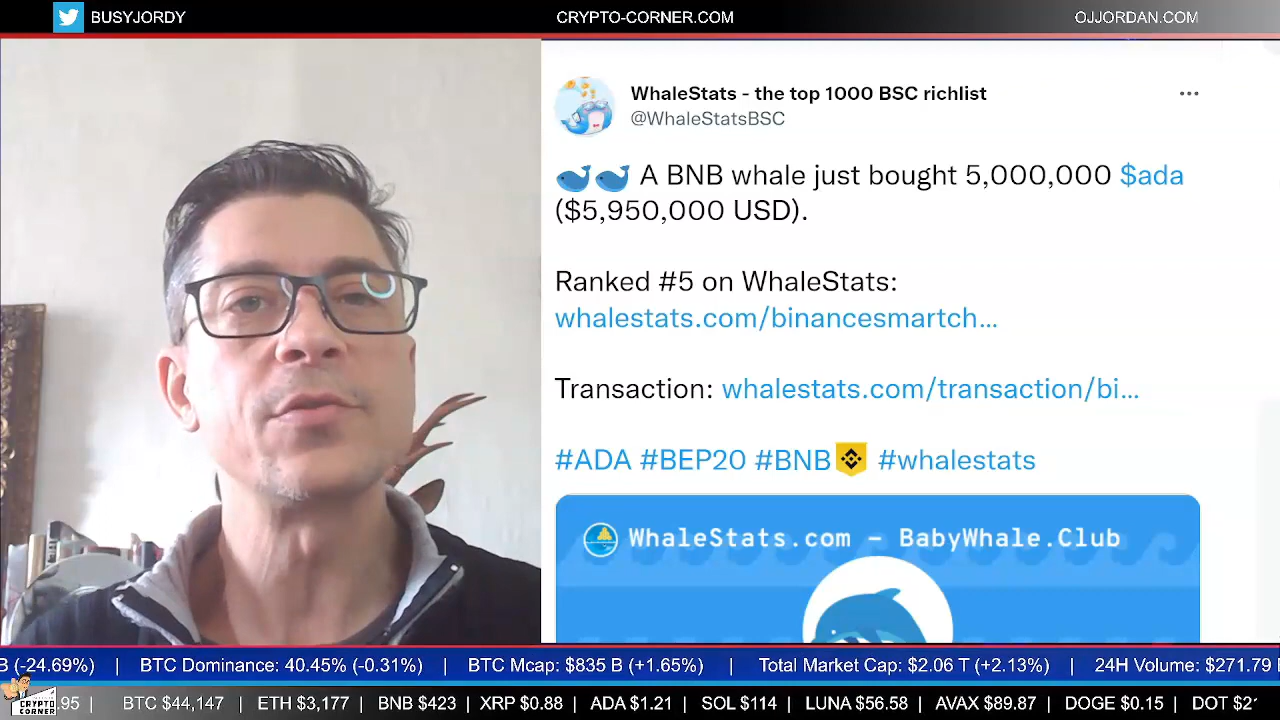 BUSYJORDY
CRYPTO-CORNER.COM
OJJORDAN.COM
WhaleStats - the top 1000 BSC richlist
@WhaleStatsBSC
A BNB whale just bought 5,000,000 $ada
($5,950,000 USD).
Ranked #5 on WhaleStats:
whalestats.com/binancesmartch...
Transaction: whalestats.com/transaction/bi...
#ADA #BEP20 #BNB #whalestats
WhaleStats.com - BabyWhale.Club
B (-24.69%) | BTC Dominance: 40.45% (-0.31%) | BTC Mcap: $835 B (+1.65%) | Total Market Cap: $2.06 T (+2.13%) | 24H Volume: $271.79 B
CRYPTO
CORNER
.95 | BTC $44,147 ETH $3,177 | BNB $423 | XRP $0.88 | ADA $1.21 | SOL $114 | LUNA $56.58 | AVAX $89.87 | DOGE $0.15 | DOT $21